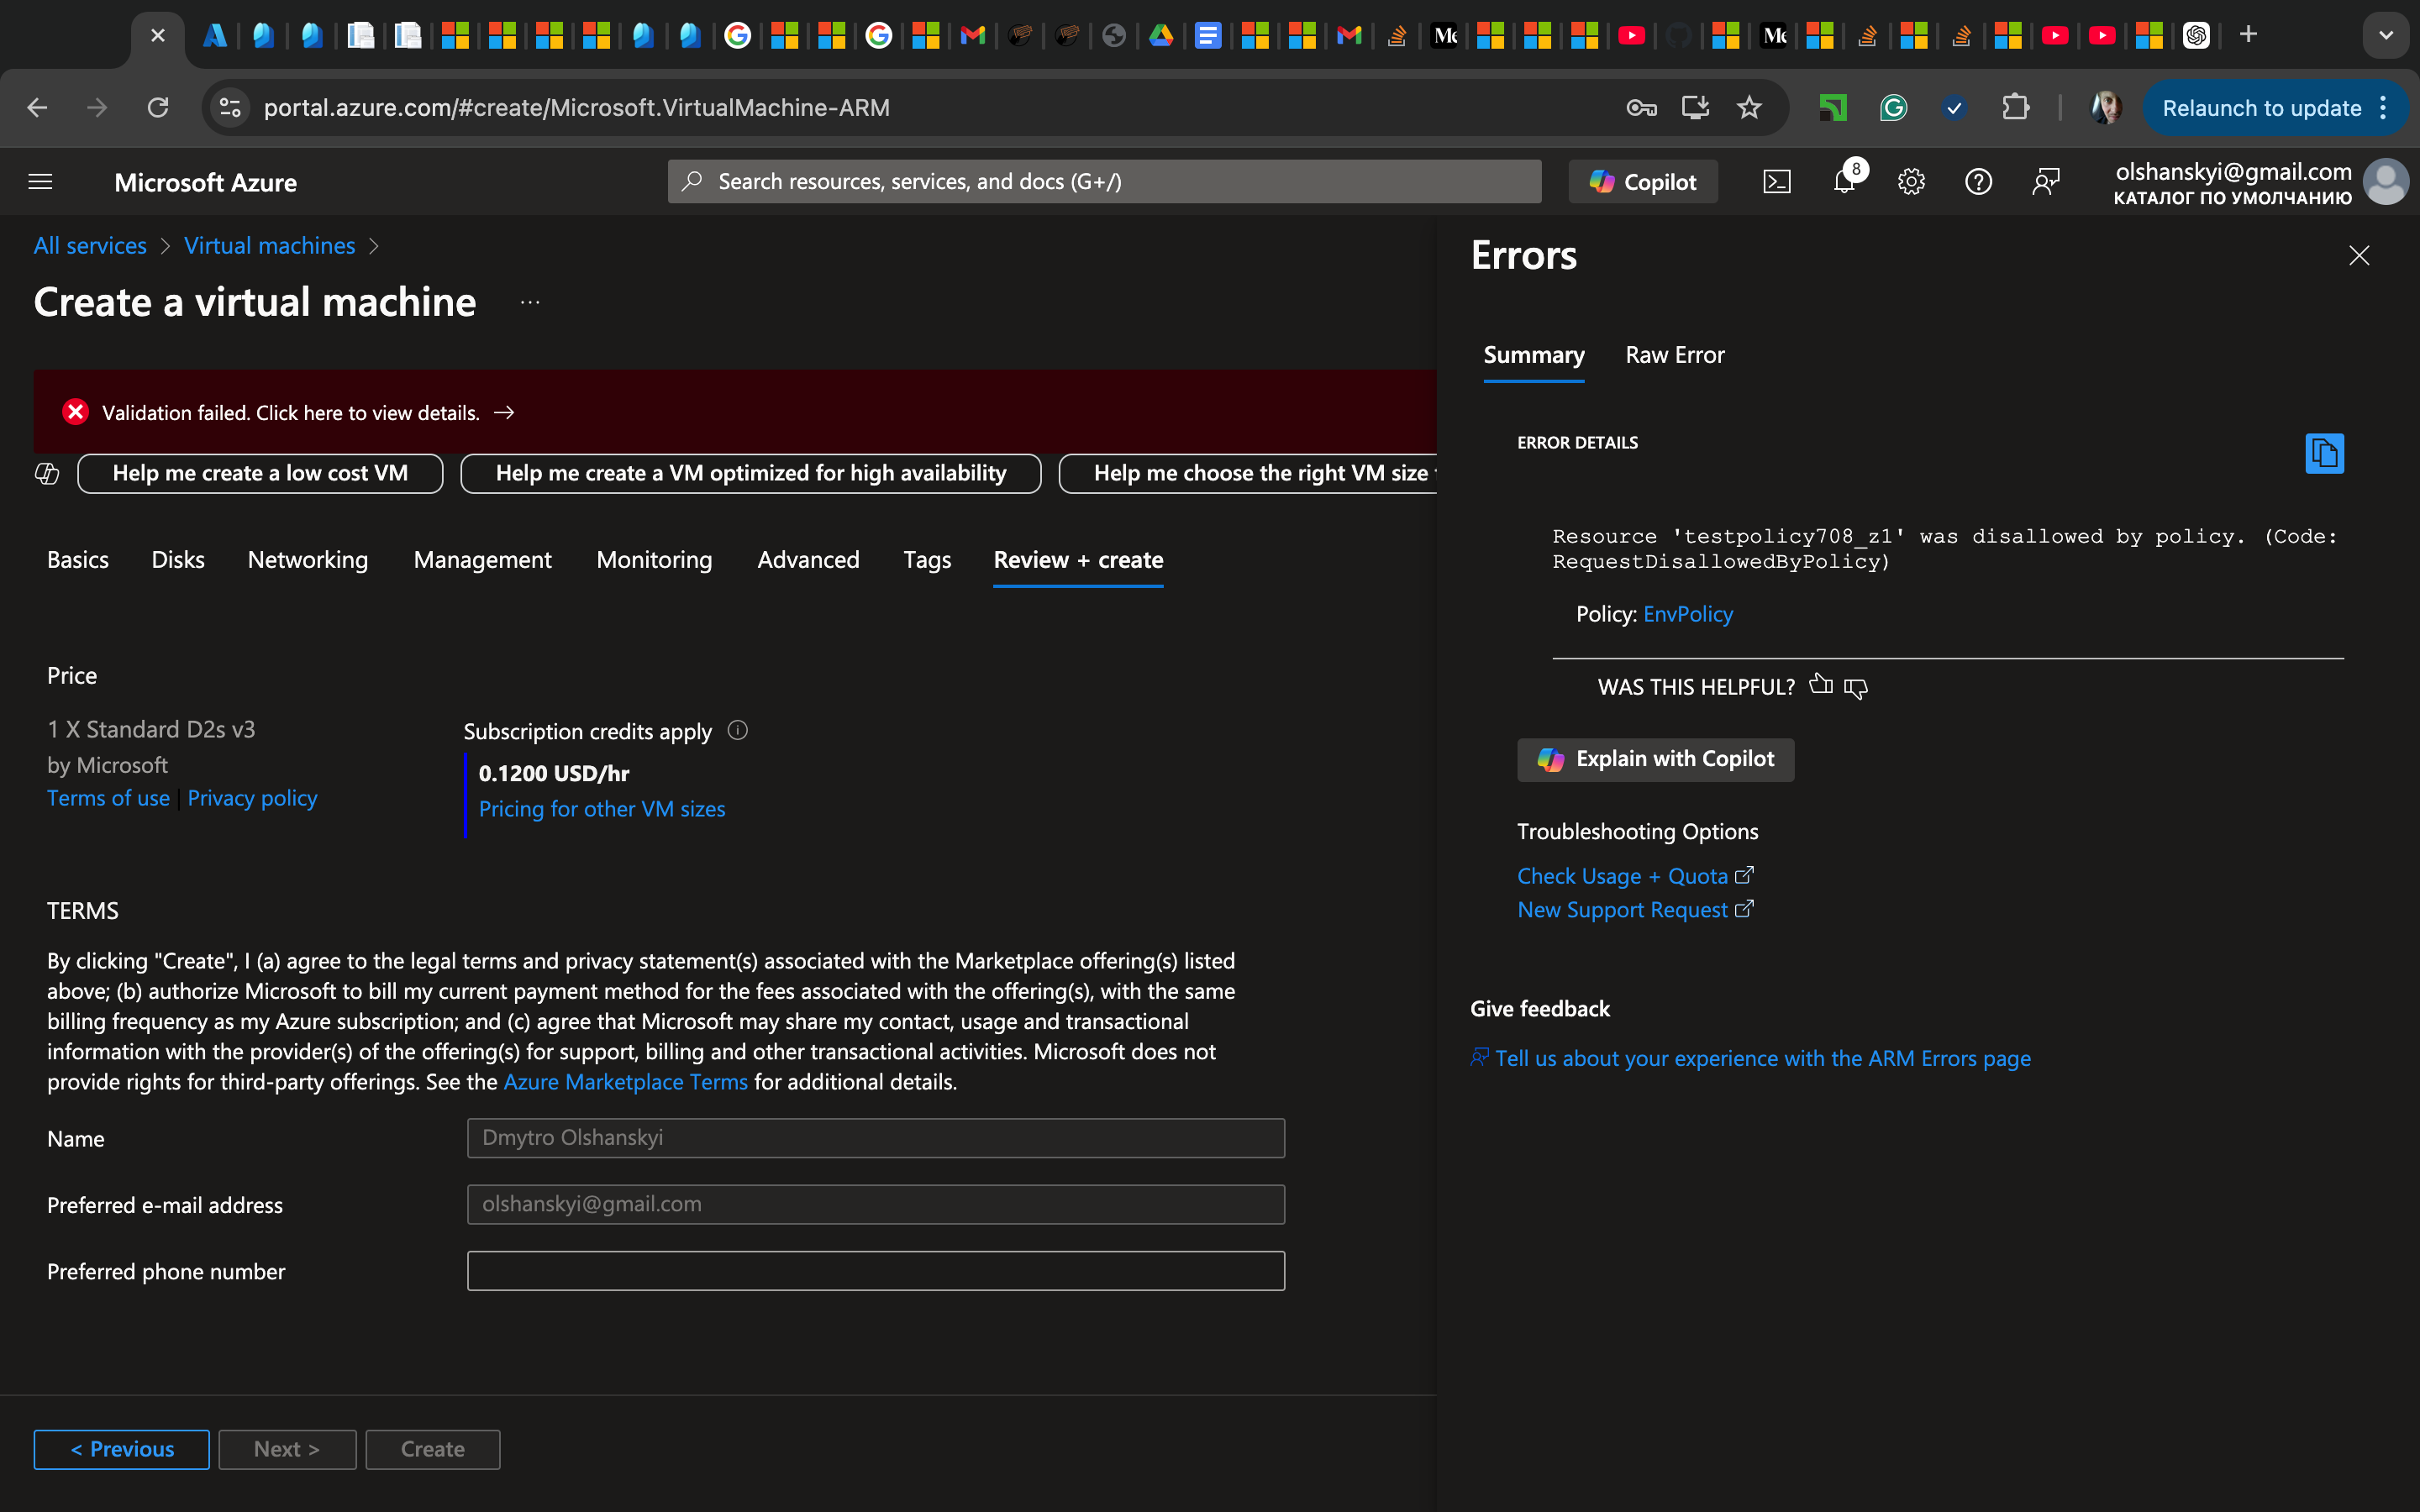 portal.azure.com/#create/Microsoft.VirtualMachine-ARM
Relaunch to update
Microsoft Azure
Search resources, services, and docs (G+/)
Copilot
8
olshanskyi@gmail.com
КАТАЛОГ ПО УМОЛЧАНИЮ
All services > Virtual machines >
Create a virtual machine ...
Validation failed. Click here to view details. →
Help me create a low cost VM
Help me create a VM optimized for high availability
Help me choose the right VM size
Basics
Disks
Networking
Management
Monitoring
Advanced
Tags
Review + create
Price
1 X Standard D2s v3
by Microsoft
Terms of use | Privacy policy
Subscription credits apply
0.1200 USD/hr
Pricing for other VM sizes
TERMS
By clicking "Create", I (a) agree to the legal terms and privacy statement(s) associated with the Marketplace offering(s) listed
above; (b) authorize Microsoft to bill my current payment method for the fees associated with the offering(s), with the same
billing frequency as my Azure subscription; and (c) agree that Microsoft may share my contact, usage and transactional
information with the provider(s) of the offering(s) for support, billing and other transactional activities. Microsoft does not
provide rights for third-party offerings. See the Azure Marketplace Terms for additional details.
Name
Dmytro Olshanskyi
Preferred e-mail address
olshanskyi@gmail.com
Preferred phone number
< Previous
Next >
Create
Errors
Summary
Raw Error
ERROR DETAILS
Resource 'testpolicy708_z1' was disallowed by policy. (Code:
RequestDisallowedByPolicy)
Policy: EnvPolicy
WAS THIS HELPFUL?
Explain with Copilot
Troubleshooting Options
Check Usage + Quota
New Support Request
Give feedback
Tell us about your experience with the ARM Errors page